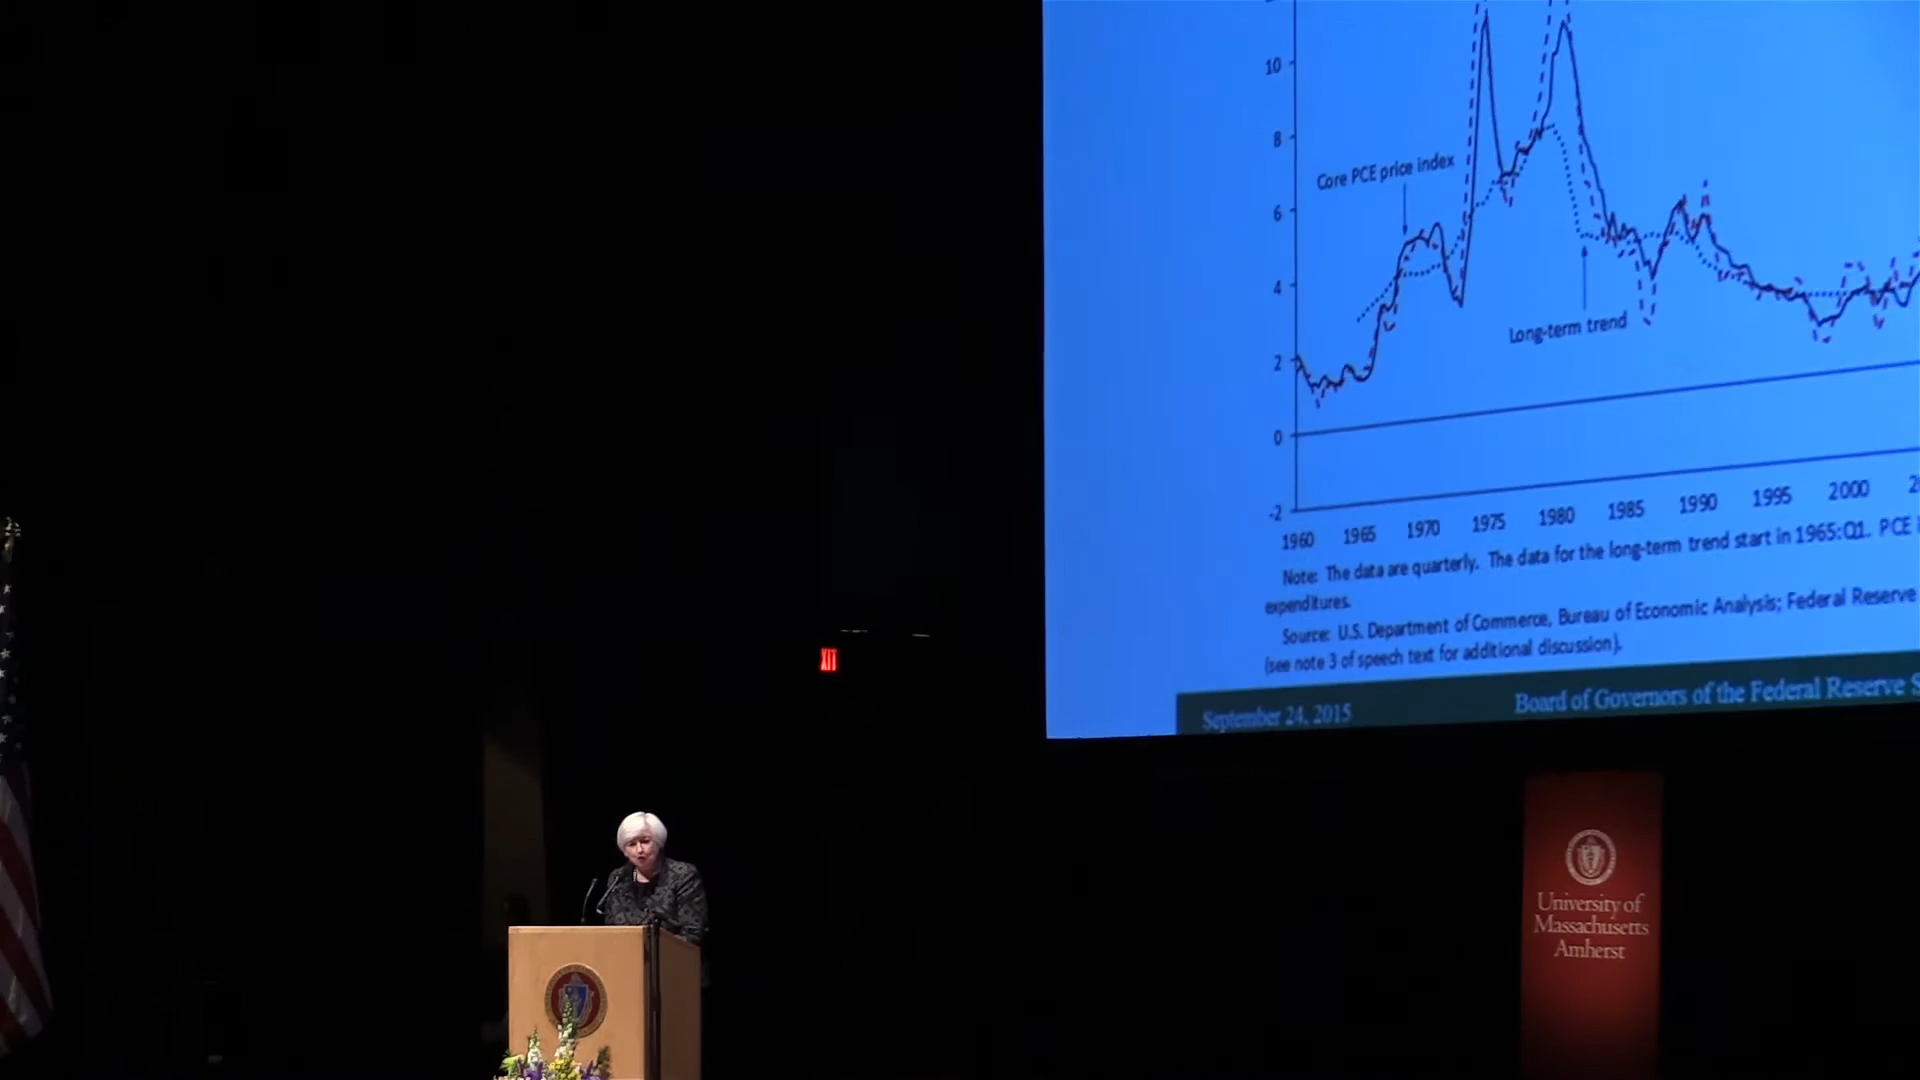 10
8
Core PCE price index
6
4
Long-term trend
2
0
-2
1960 1965 1970 1975 1980 1985 1990 1995 2000
Note: The data are quarterly. The data for the long-term trend start in 1965:Q1. PCE
expenditures.
Source: U.S. Department of Commerce, Bureau of Economic Analysis; Federal Reserve
(see note 3 of speech text for additional discussion).
September 24, 2015 Board of Governors of the Federal Reserve S
XIT
University of
Massachusetts
Amherst